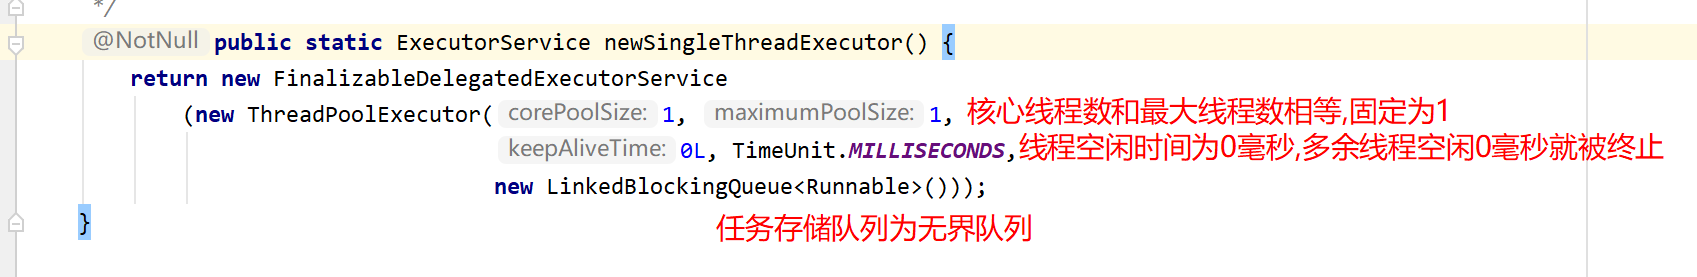 */
@NotNull public static ExecutorService newSingleThreadExecutor() {
return new FinalizableDelegatedExecutorService
(new ThreadPoolExecutor( corePoolSize: 1, maximumPoolSize: 1, 核心线程数和最大线程数相等,固定为1
keepAliveTime: 0L, TimeUnit.MILLISECONDS,线程空闲时间为0毫秒,多余线程空闲0毫秒就被终止
new LinkedBlockingQueue<Runnable>()));
}
任务存储队列为无界队列